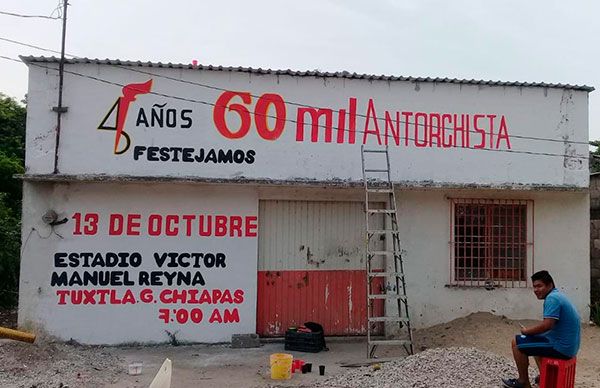 45 AÑOS 60 mil ANTORCHISTA
FESTEJAMOS
13 DE OCTUBRE
ESTADIO VICTOR
MANUEL REYNA
TUXTLA.G.CHIAPAS
7:00 AM